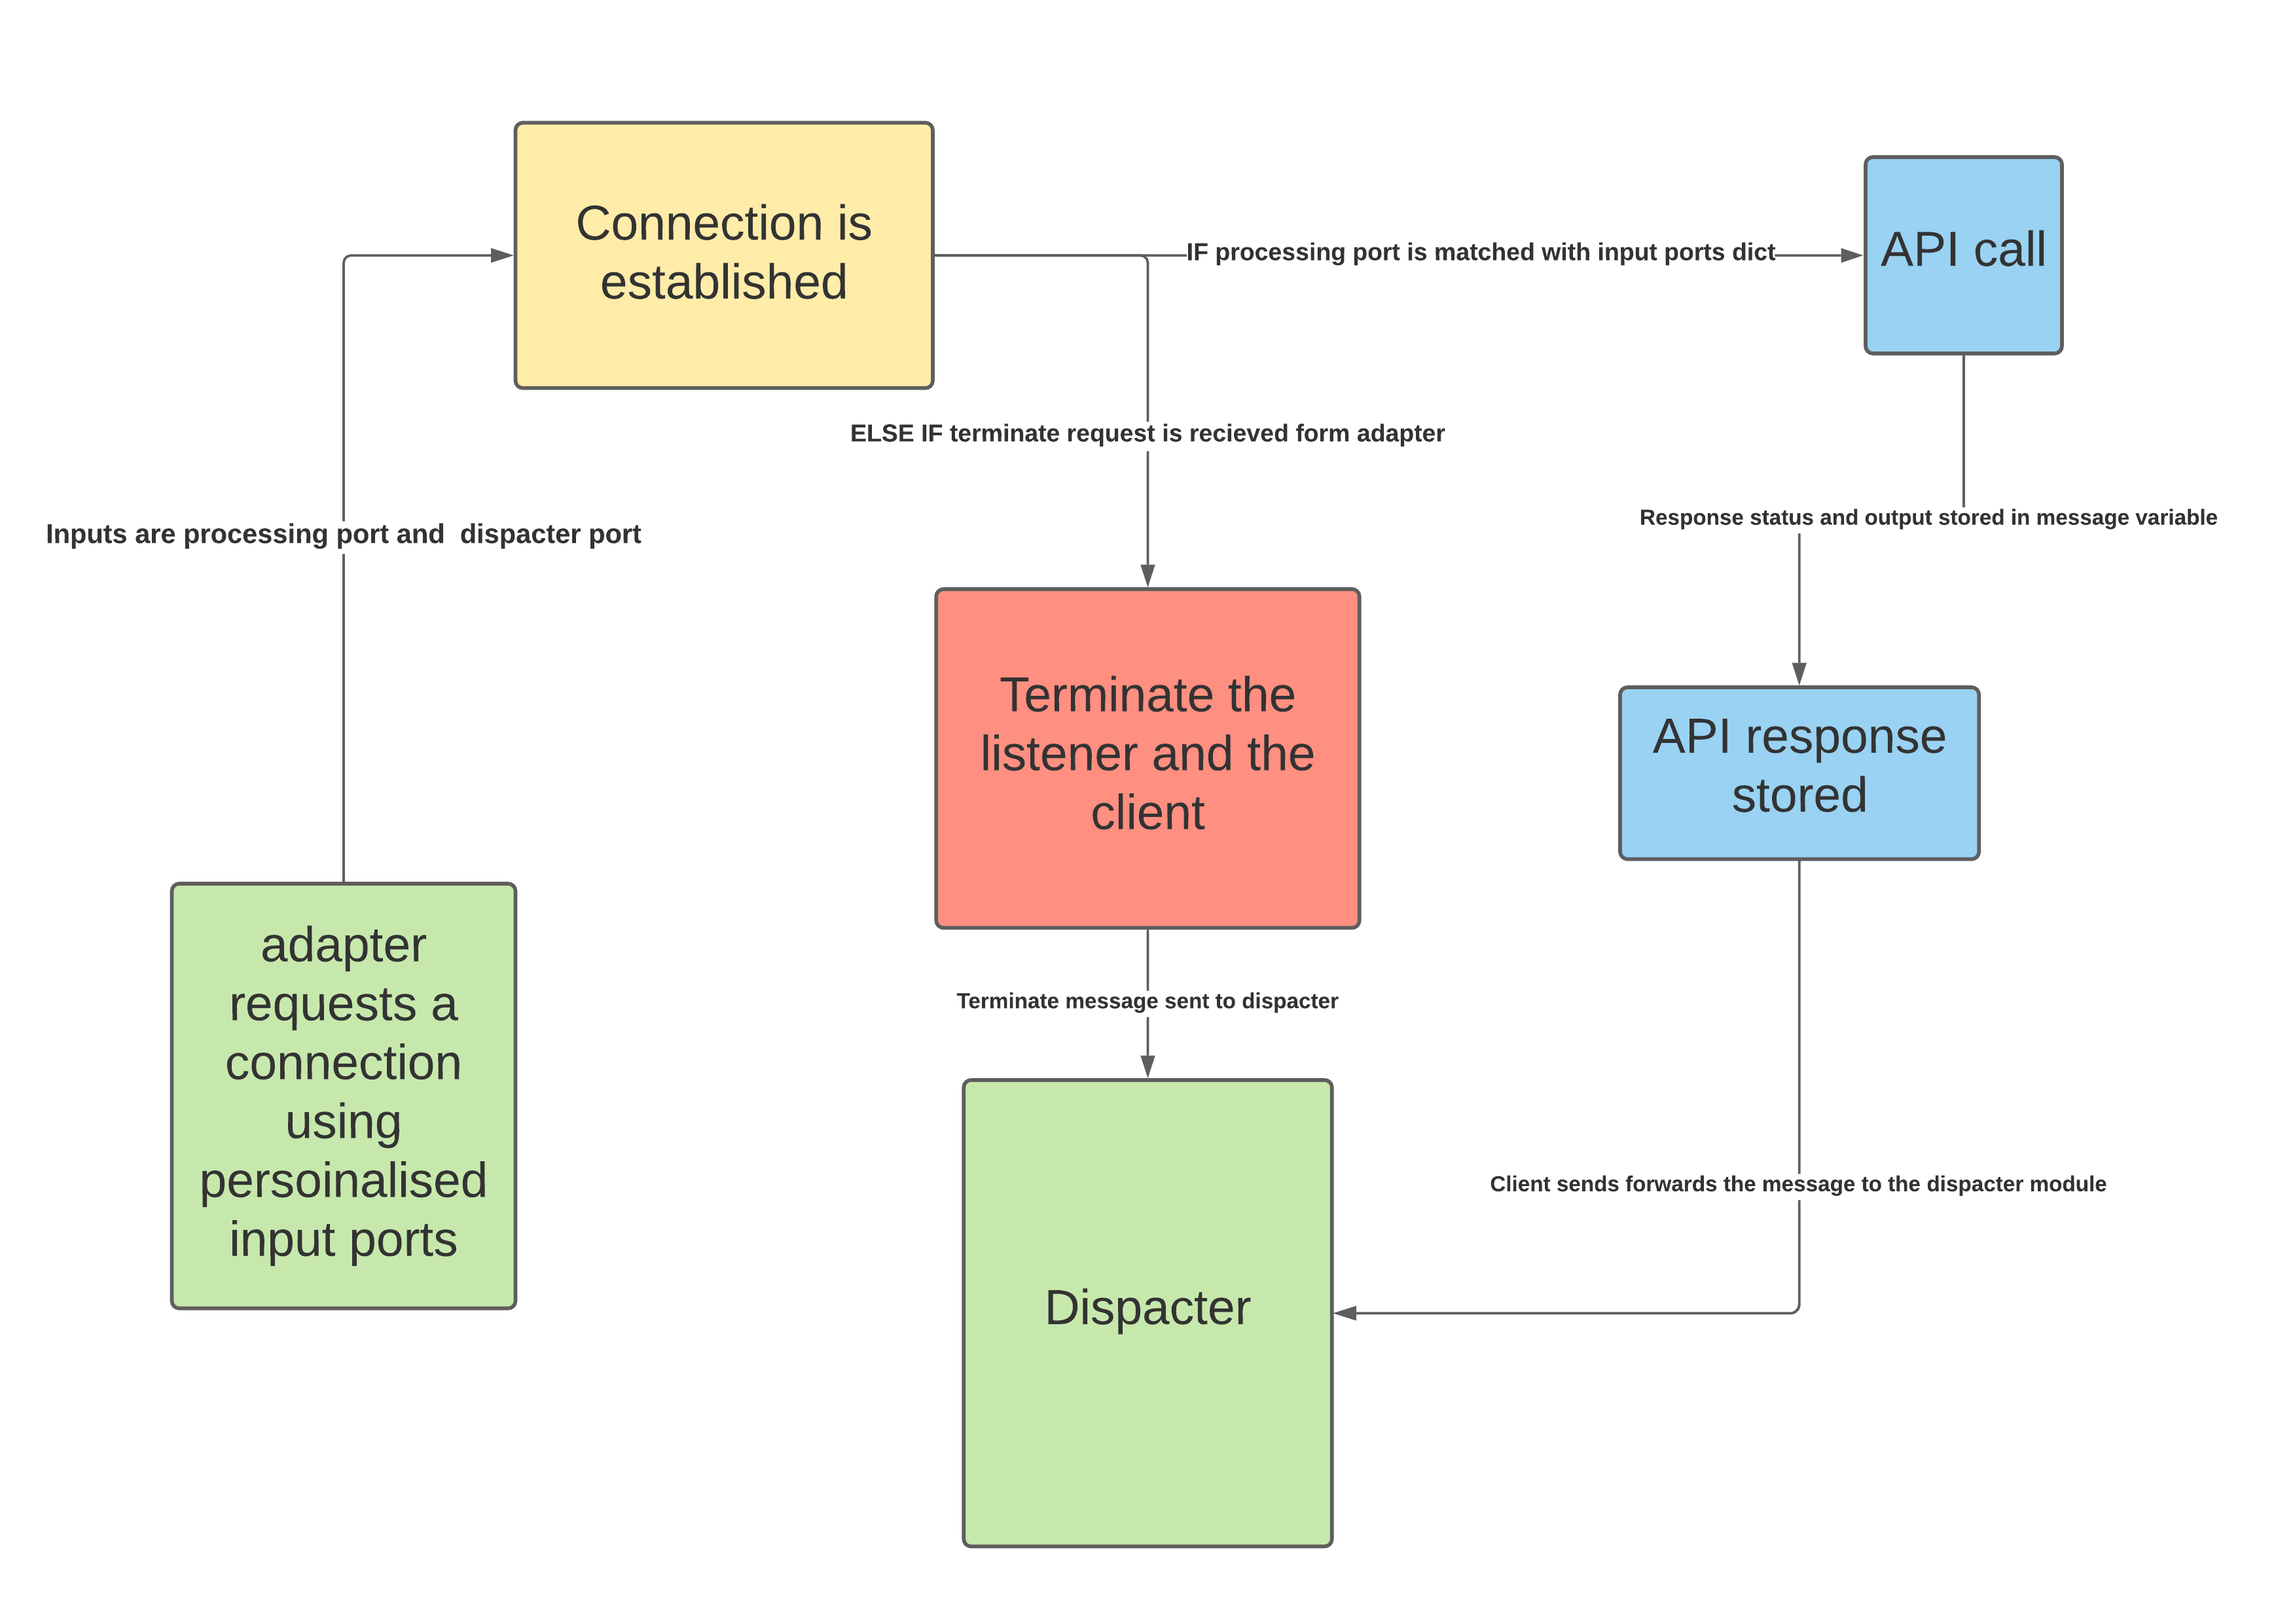 Connection is
established
IF processing port is matched with input ports dict
API call
ELSE IF terminate request is recieved form adapter
Response status and output stored in message variable
Inputs are processing port and  dispacter port
Terminate the
listener and the
client
API response
stored
adapter
requests a
connection
using
persoinalised
input ports
Terminate message sent to dispacter
Client sends forwards the message to the dispacter module
Dispacter